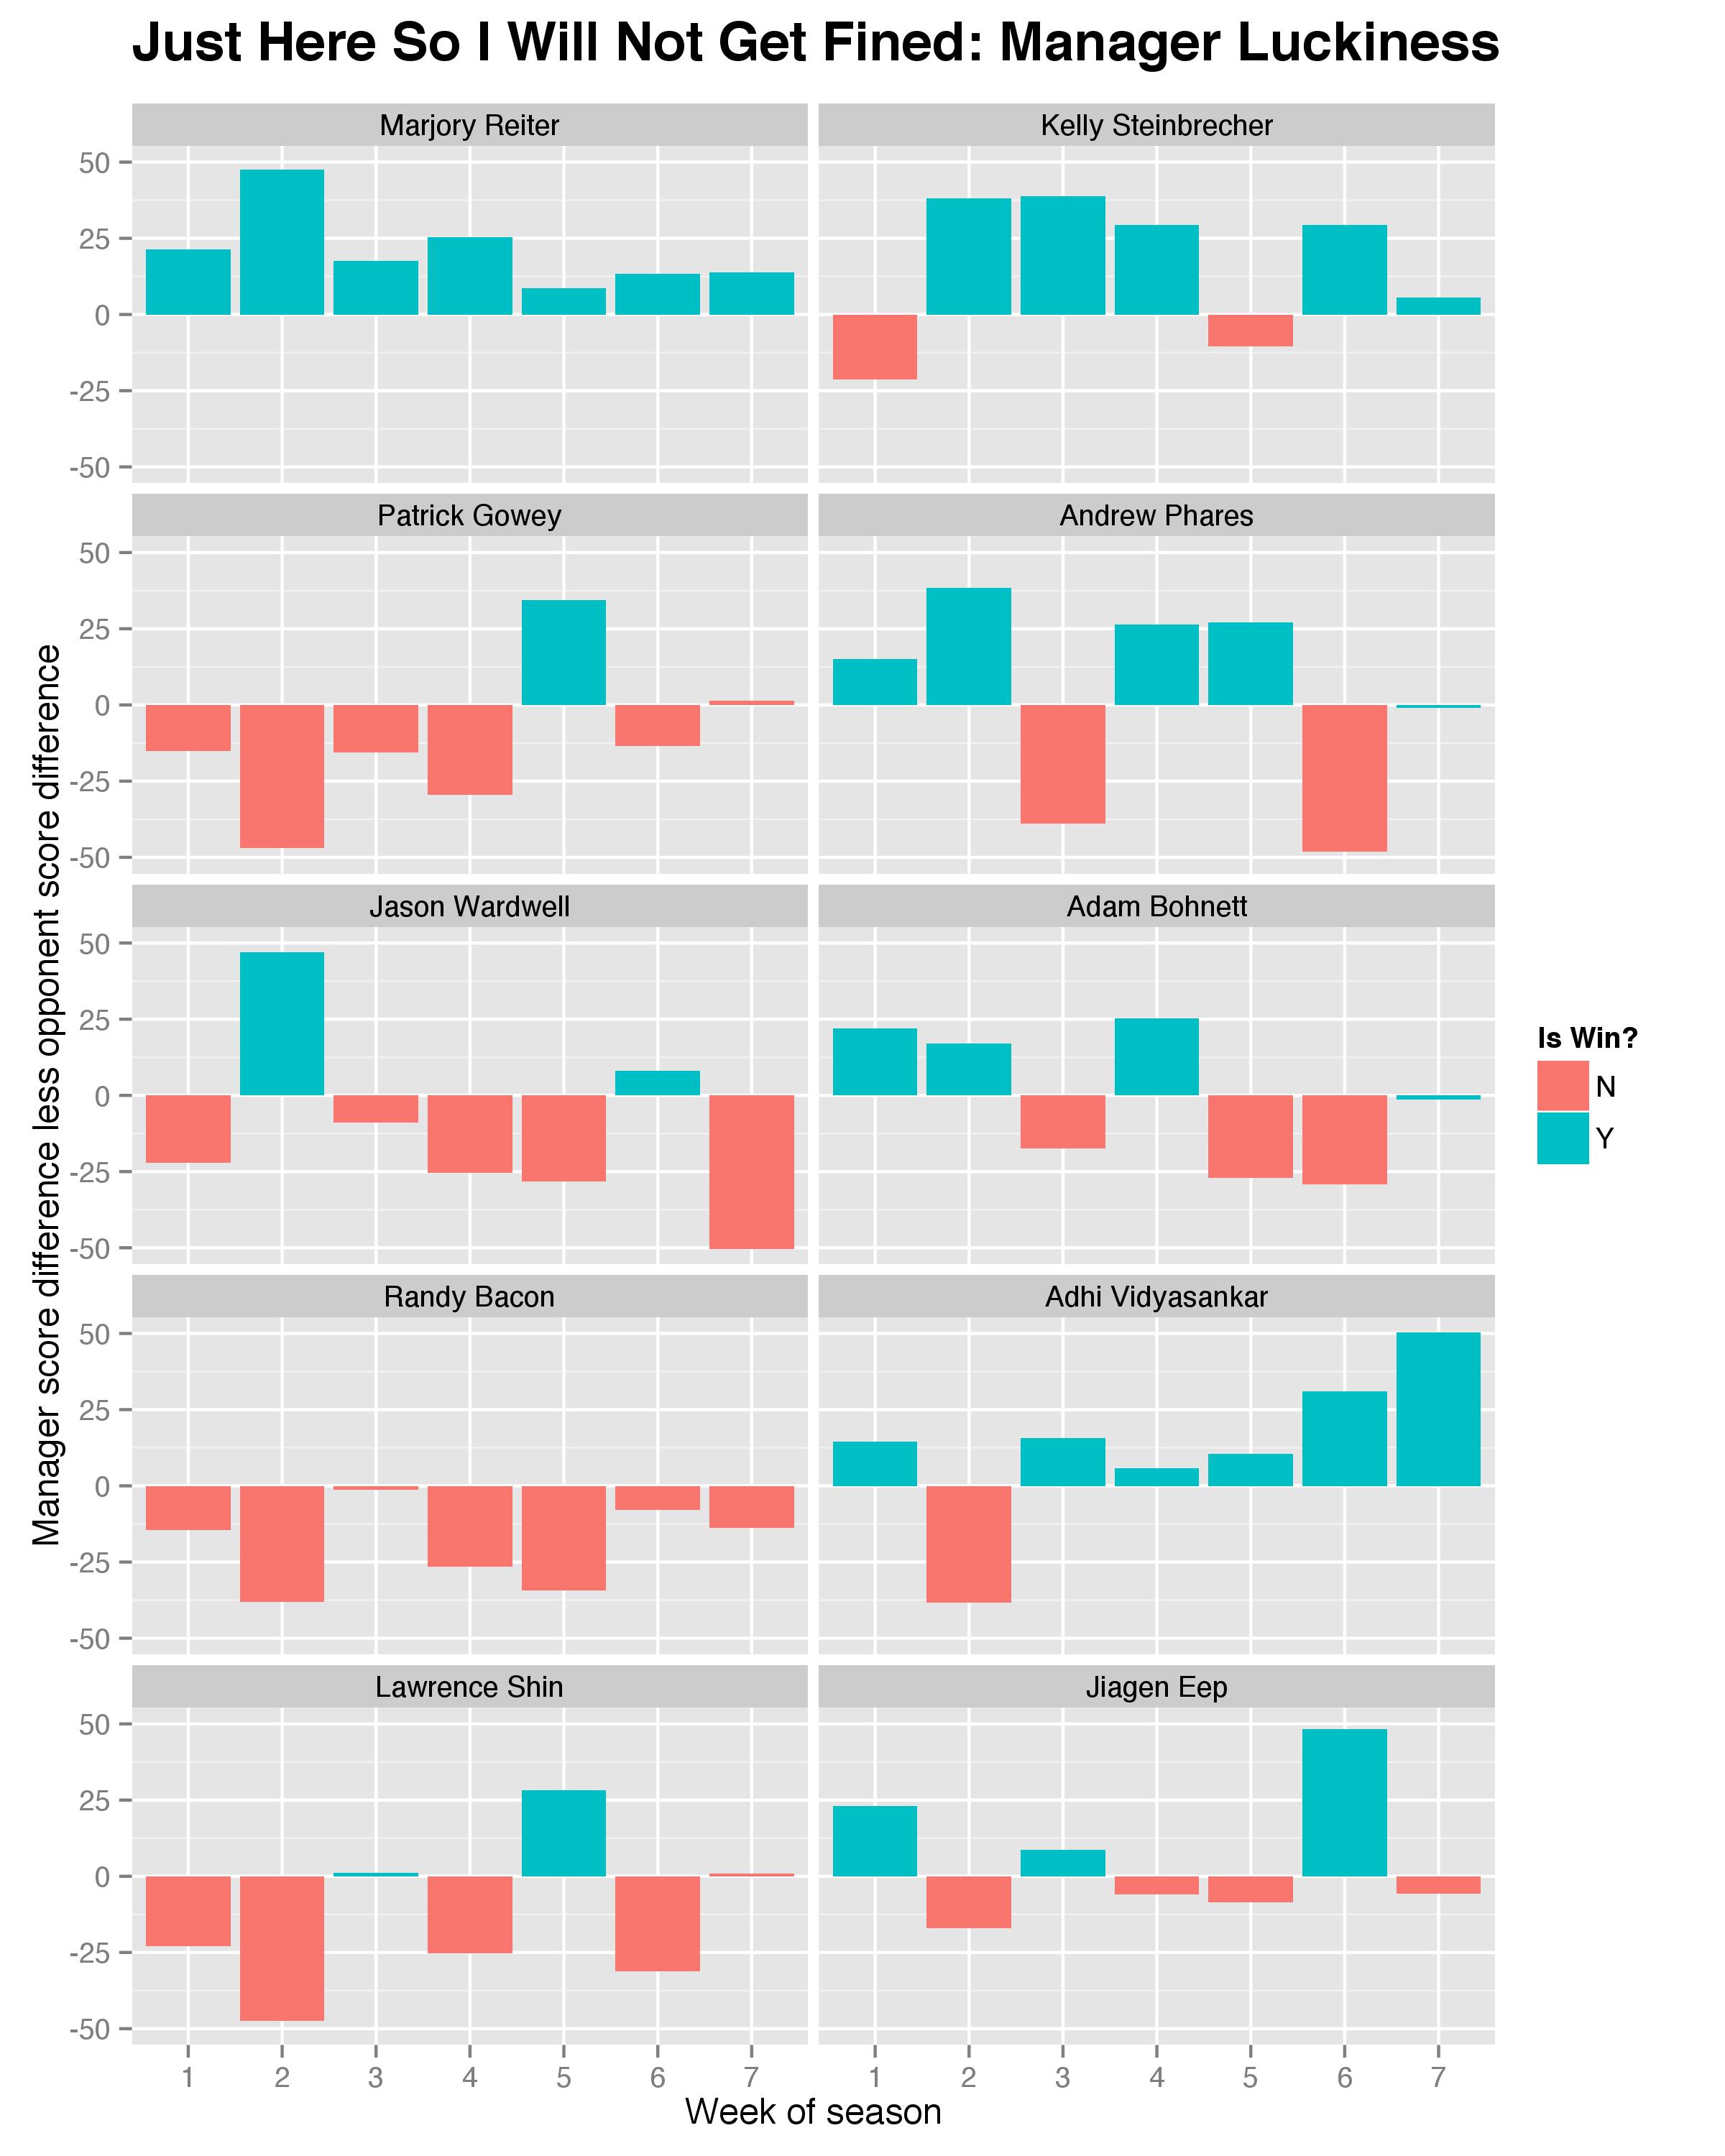 Just Here So I Will Not Get Fined: Manager Luckiness
Manager score difference less opponent score difference
Marjory Reiter
Kelly Steinbrecher
50
25
0
-25
-50
Patrick Gowey
Andrew Phares
50
25
0
-25
-50
Jason Wardwell
Adam Bohnett
50
25
0
-25
-50
Randy Bacon
Adhi Vidyasankar
50
25
0
-25
-50
Lawrence Shin
Jiagen Eep
50
25
0
-25
-50
1 2 3 4 5 6 7
1 2 3 4 5 6 7
Week of season
Is Win?
N
Y